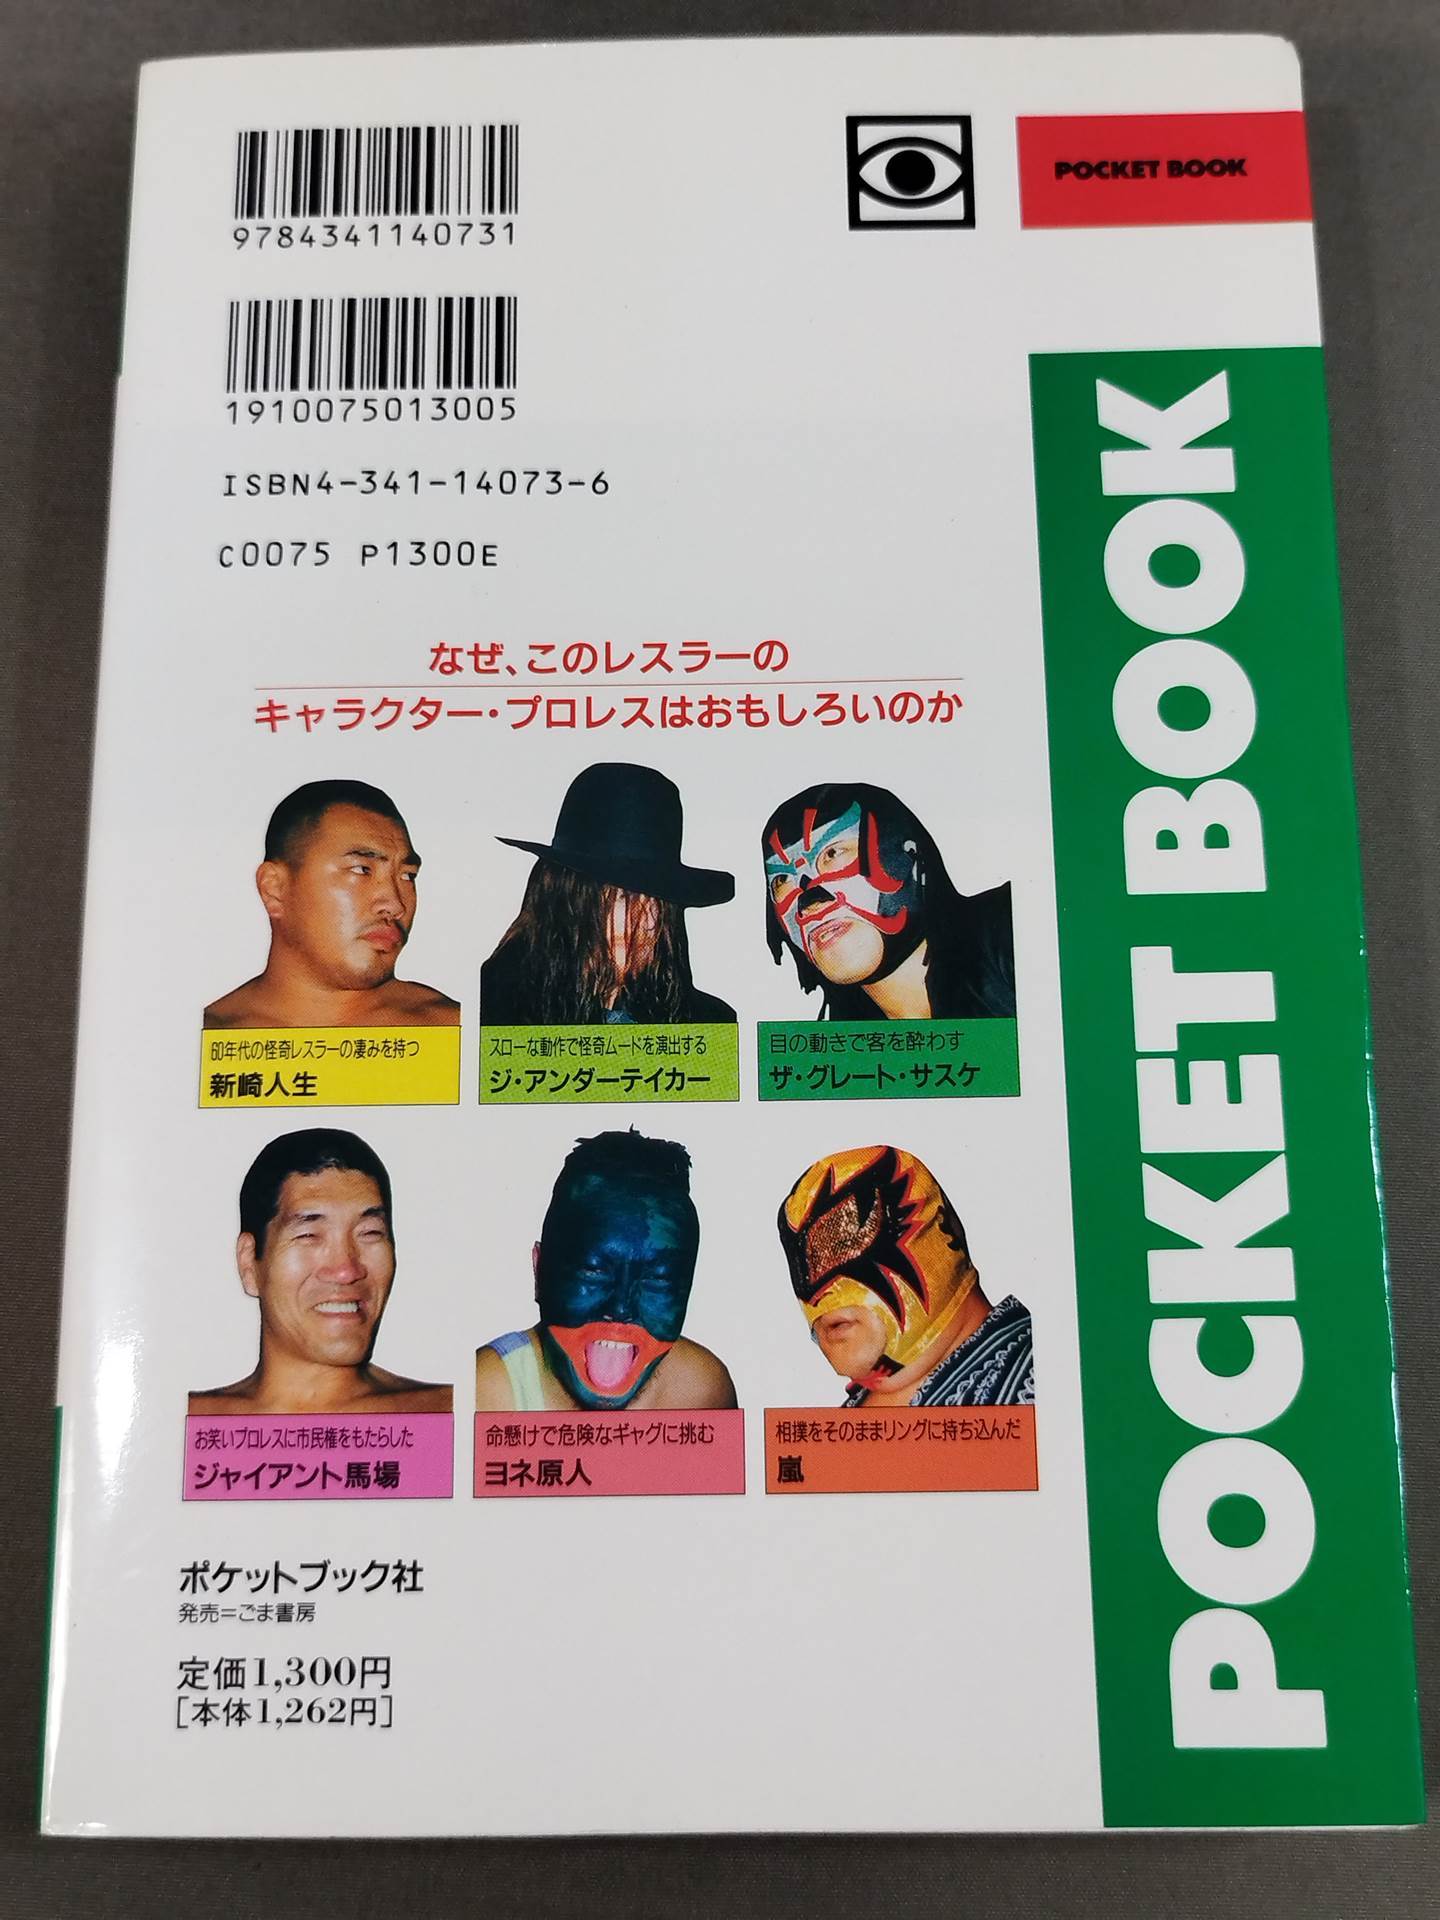 9784341140731
POCKET BOOK
1910075013005
ISBN4-341-14073-6
C0075 P1300E
なぜ、このレスラーの
キャラクター・プロレスはおもしろいのか
60年代の怪奇レスラーの凄みを持つ
新崎人生
スローな動作で怪奇ムードを演出する
ジ・アンダーテイカー
目の動きで客を酔わす
ザ・グレート・サスケ
お笑いプロレスに市民権をもたらした
ジャイアント馬場
命懸けで危険なギャグに挑む
ヨネ原人
相撲をそのままリングに持ち込んだ
嵐
ポケットブック社
発売=ごま書房
定価1,300円
[本体1,262円]
POCKET BOOK